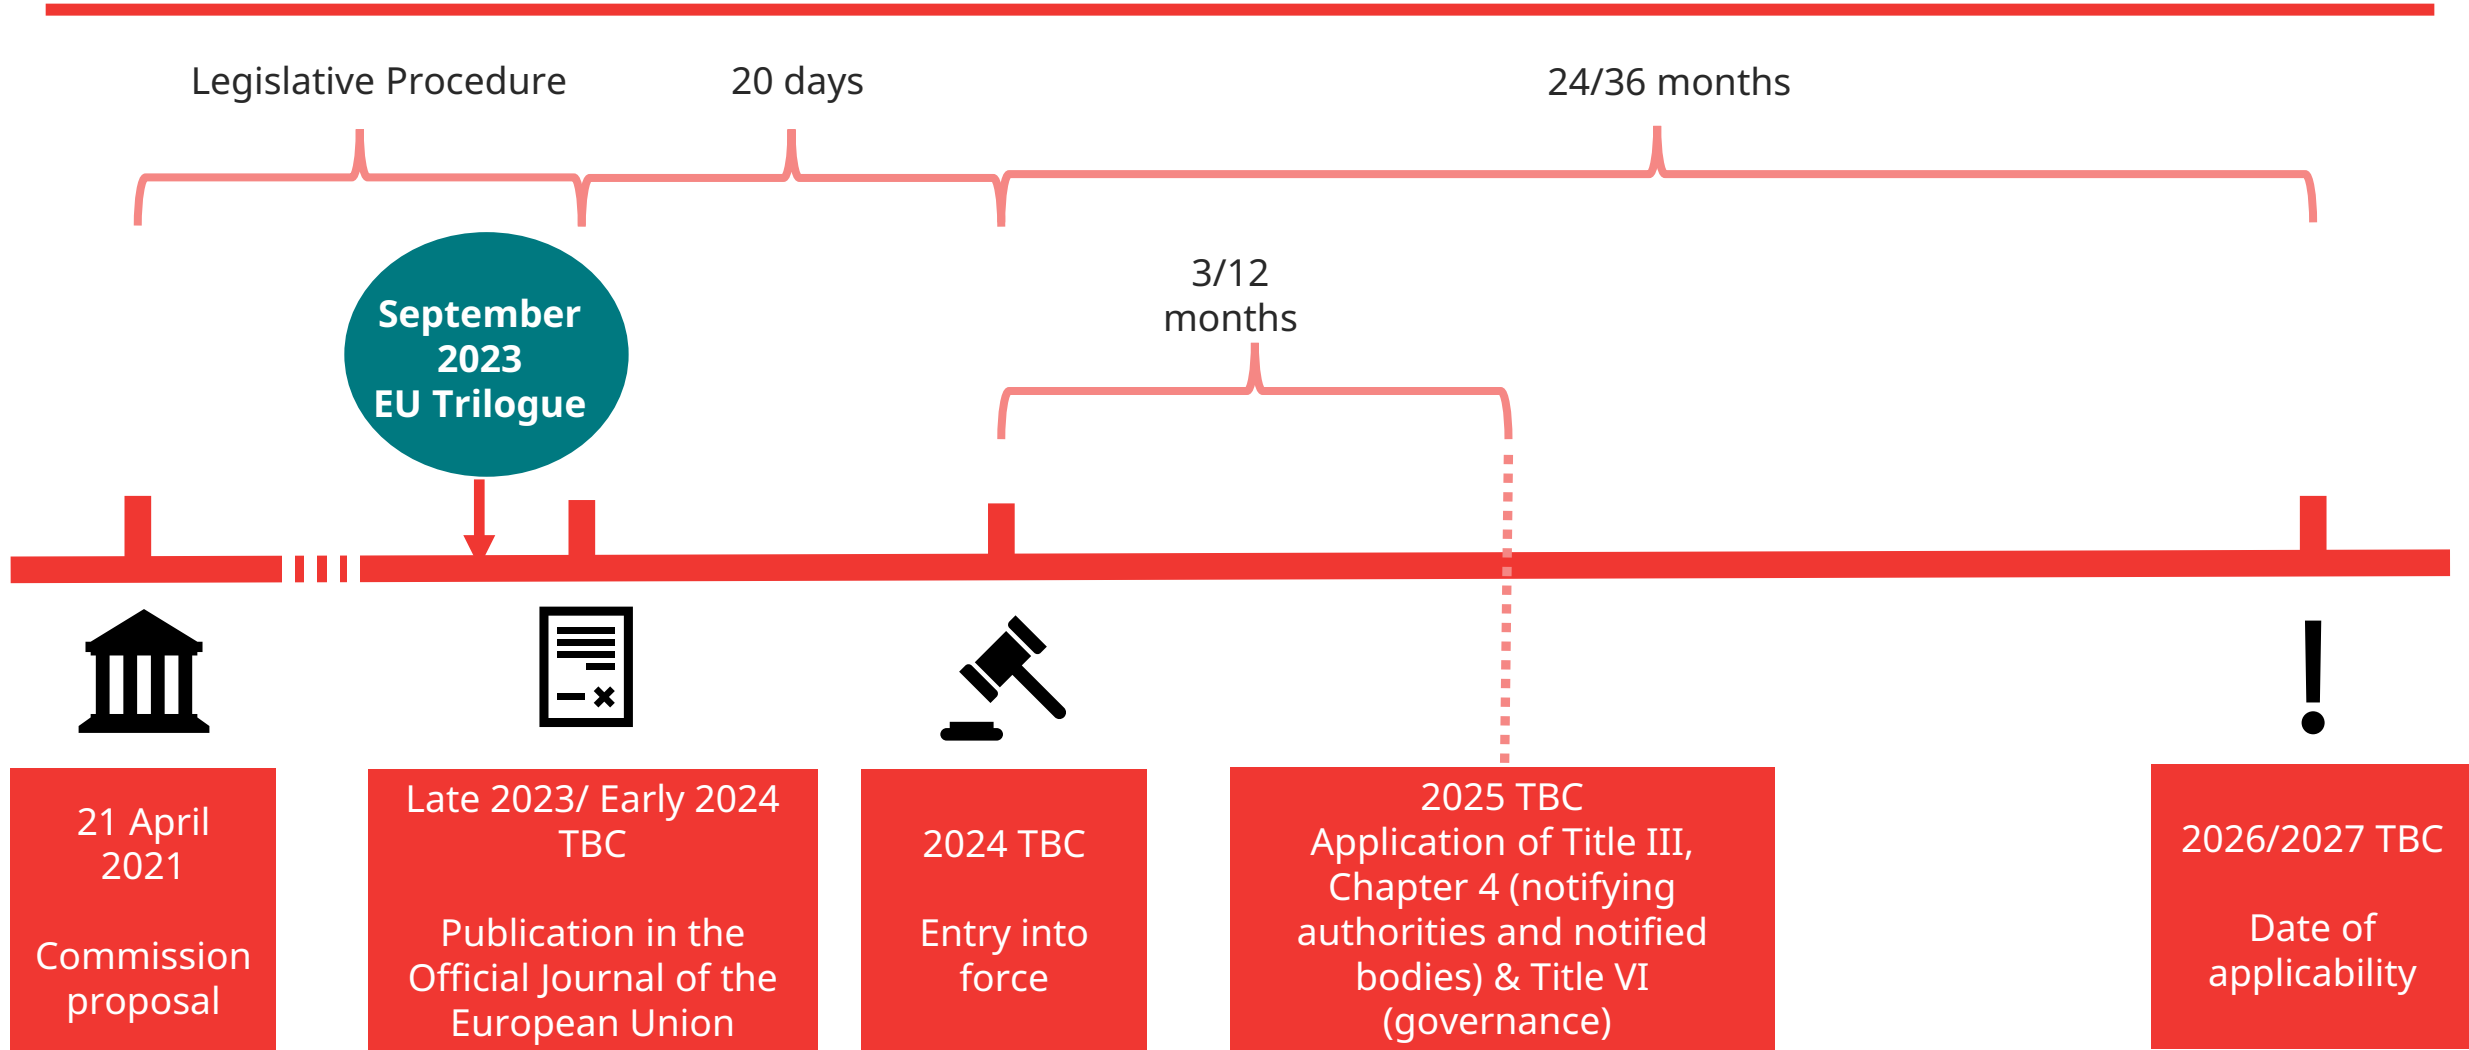 Legislative Procedure
20 days
24/36 months
3/12
months
September
2023
EU Trilogue
21 April
2021
Commission
proposal
Late 2023/ Early 2024
TBC
Publication in the
Official Journal of the
European Union
2024 TBC
Entry into
force
2025 TBC
Application of Title III,
Chapter 4 (notifying
authorities and notified
bodies) & Title VI
(governance)
2026/2027 TBC
Date of
applicability